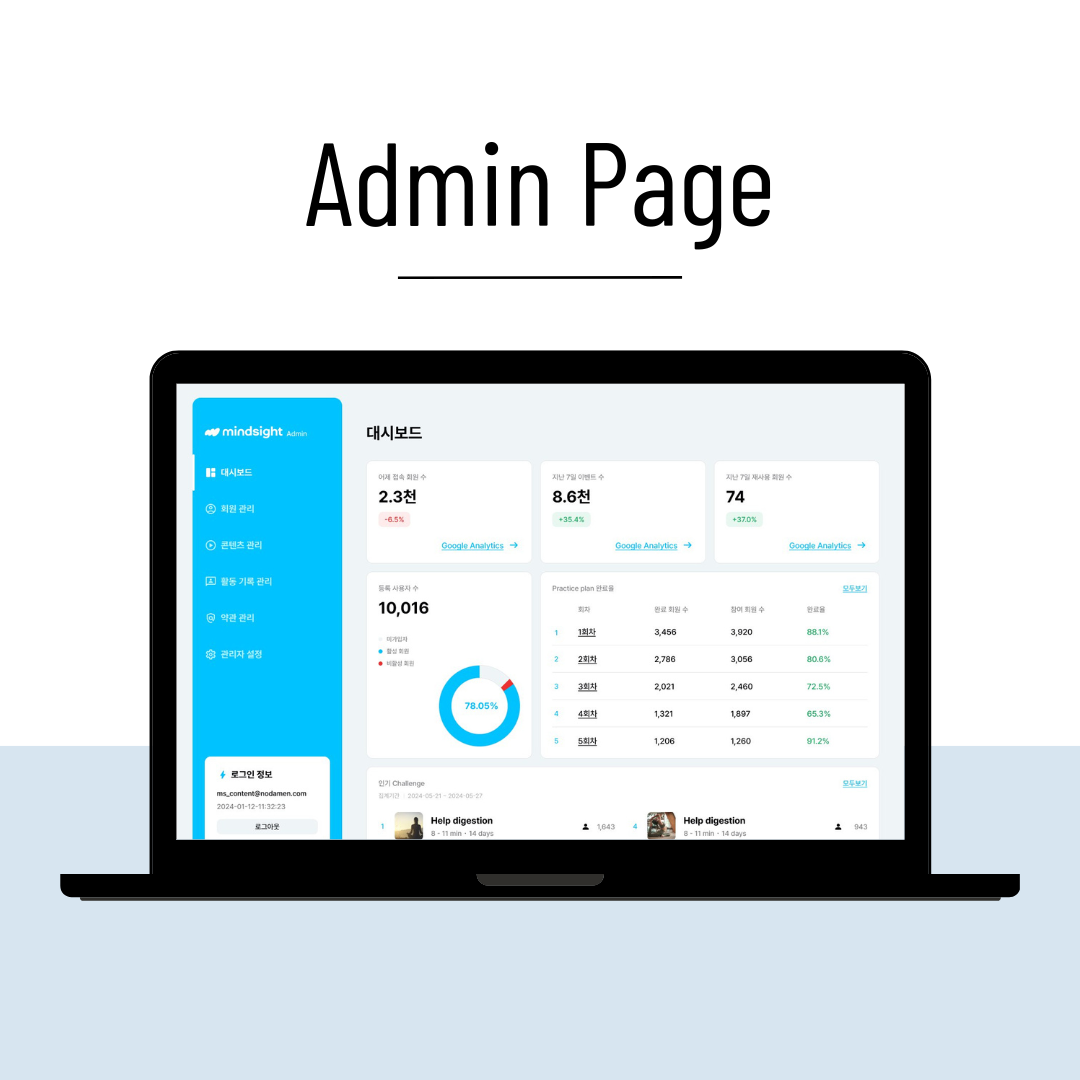 Admin Page
mindsight Admin
대시보드
회원 관리
콘텐츠 관리
활동 기록 관리
약관 관리
관리자 설정
로그인 정보
ms_content@nodamen.com
2024-01-12-11:32:23
로그아웃
대시보드
어제 접속 회원 수
2.3천
-6.5%
Google Analytics →
지난 7일 이벤트 수
8.6천
+35.4%
Google Analytics →
지난 7일 재사용 회원 수
74
+37.0%
Google Analytics →
등록 사용자 수
10,016
미가입자
활성 회원
비활성 회원
78.05%
Practice plan 완료율 모두보기
회차 완료 회원 수 참여 회원 수 완료율
1 1회차 3,456 3,920 88.1%
2 2회차 2,786 3,056 80.6%
3 3회차 2,021 2,460 72.5%
4 4회차 1,321 1,897 65.3%
5 5회차 1,206 1,260 91.2%
인기 Challenge 모두보기
집계기간 : 2024-05-21 - 2024-05-27
1 Help digestion 1,643
8 - 11 min • 14 days
4 Help digestion 943
8 - 11 min • 14 days